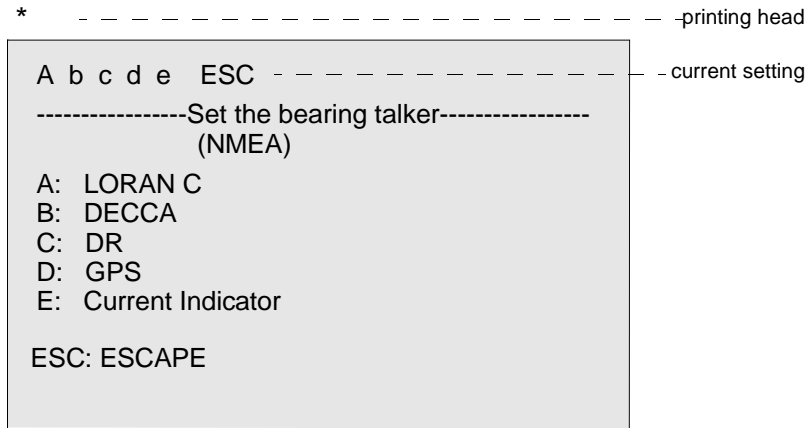 * printing head
A b c d e ESC current setting
-----------------Set the bearing talker-----------------
(NMEA)
A: LORAN C
B: DECCA
C: DR
D: GPS
E: Current Indicator
ESC: ESCAPE